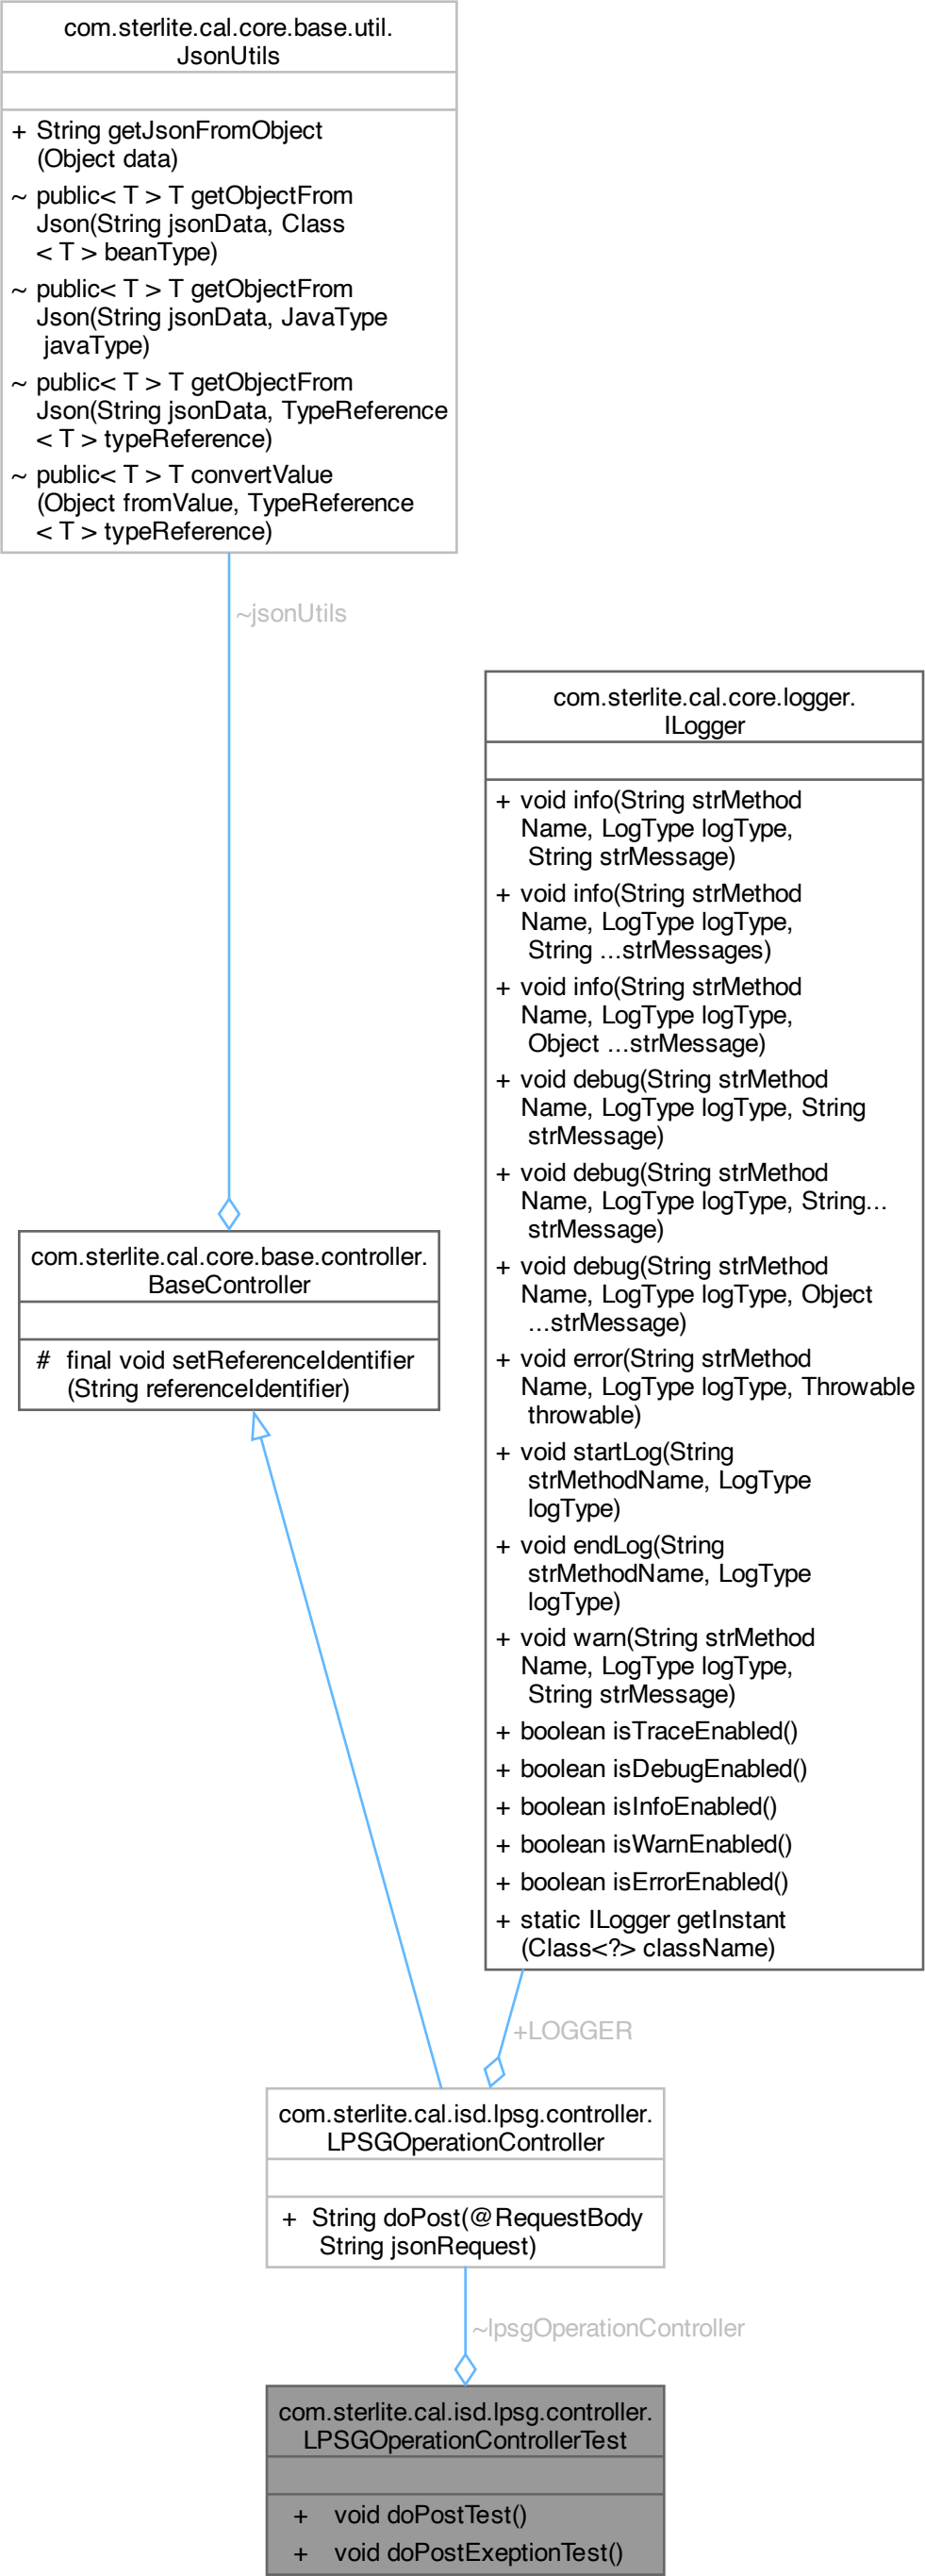 com.sterlite.cal.core.base.util.
JsonUtils
+ String getJsonFromObject
(Object data)
~ public< T > T getObjectFrom
Json(String jsonData, Class
< T > beanType)
~ public< T > T getObjectFrom
Json(String jsonData, JavaType
javaType)
~ public< T > T getObjectFrom
Json(String jsonData, TypeReference
< T > typeReference)
~ public< T > T convertValue
(Object fromValue, TypeReference
< T > typeReference)
~jsonUtils
com.sterlite.cal.core.logger.
ILogger
+ void info(String strMethod
Name, LogType logType,
String strMessage)
+ void info(String strMethod
Name, LogType logType,
String ...strMessages)
+ void info(String strMethod
Name, LogType logType,
Object ...strMessage)
+ void debug(String strMethod
Name, LogType logType, String
strMessage)
+ void debug(String strMethod
Name, LogType logType, String...
strMessage)
+ void debug(String strMethod
Name, LogType logType, Object
...strMessage)
+ void error(String strMethod
Name, LogType logType, Throwable
throwable)
+ void startLog(String
strMethodName, LogType
logType)
+ void endLog(String
strMethodName, LogType
logType)
+ void warn(String strMethod
Name, LogType logType,
String strMessage)
+ boolean isTraceEnabled()
+ boolean isDebugEnabled()
+ boolean isInfoEnabled()
+ boolean isWarnEnabled()
+ boolean isErrorEnabled()
+ static ILogger getInstant
(Class<?> className)
com.sterlite.cal.core.base.controller.
BaseController
# final void setReferenceIdentifier
(String referenceIdentifier)
+LOGGER
com.sterlite.cal.isd.lpsg.controller.
LPSGOperationController
+ String doPost(@RequestBody
String jsonRequest)
~lpsgOperationController
com.sterlite.cal.isd.lpsg.controller.
LPSGOperationControllerTest
+ void doPostTest()
+ void doPostExeptionTest()